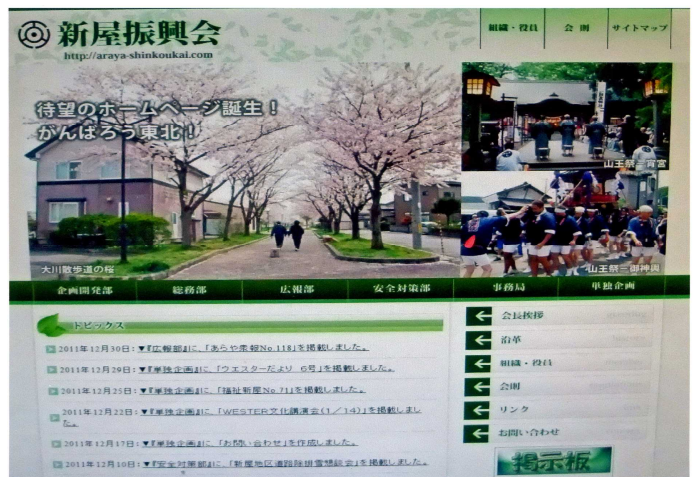 新屋振興会
http://araya-shinkoukai.com
組織・役員 会則 サイトマップ
待望のホームページ誕生！
がんばろう東北！
大川散歩道の桜
山王祭ー宵宮
山王祭ー御神輿
企画開発部 総務部 広報部 安全対策部 事務局 単独企画
トピックス
2011年12月30日：▼『広報部』に、「あらや衆報No.118」を掲載しました。
2011年12月29日：▼『単独企画』に、「ウエスターだより 6号」を掲載しました。
2011年12月25日：▼『単独企画』に、「福祉新屋No.71」を掲載しました。
2011年12月22日：▼『単独企画』に、「WESTER文化講演会(1／14)」を掲載しまし
た。
2011年12月17日：▼『単独企画』に、「お問い合わせ」を作成しました。
2011年12月10日：▼『安全対策部』に、「新屋地区道路除排雪懇談会」を掲載しました。
会長挨拶
沿革
組織・役員
会則
リンク
お問い合わせ
掲示板